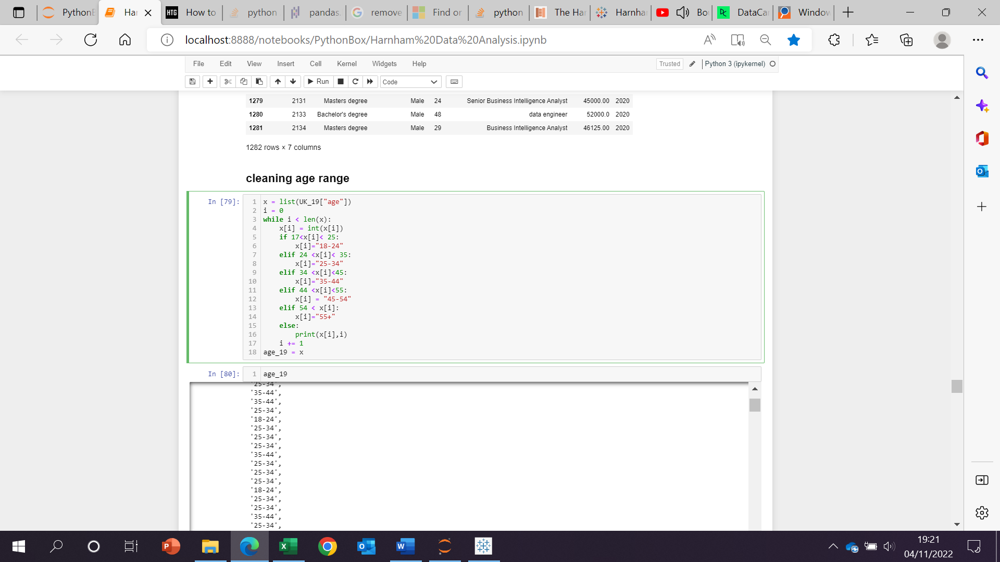 PythonE
Har
HTG How to
python
pandas.
remove
Find or
python
The Har
Harnha
Bo
DataCa
Window
localhost:8888/notebooks/PythonBox/Harnham%20Data%20Analysis.ipynb
File Edit View Insert Cell Kernel Widgets Help
Trusted Python 3 (ipykernel)
Run Code
1279 2131 Masters degree Male 24 Senior Business Intelligence Analyst 45000.00 2020
1280 2133 Bachelor's degree Male 48 data engineer 52000.0 2020
1281 2134 Masters degree Male 29 Business Intelligence Analyst 46125.00 2020
1282 rows × 7 columns
cleaning age range
In [79]:
1 x = list(UK_19["age"])
2 i = 0
3 while i < len(x):
4     x[i] = int(x[i])
5     if 17<x[i]< 25:
6         x[i]="18-24"
7     elif 24 <x[i]< 35:
8         x[i]="25-34"
9     elif 34 <x[i]<45:
10         x[i]="35-44"
11     elif 44 <x[i]<55:
12         x[i] = "45-54"
13     elif 54 < x[i]:
14         x[i]="55+"
15     else:
16         print(x[i],i)
17     i += 1
18 age_19 = x
In [80]: 1 age_19
'25-34',
'35-44',
'35-44',
'25-34',
'18-24',
'25-34',
'25-34',
'25-34',
'35-44',
'25-34',
'25-34',
'25-34',
'18-24',
'25-34',
'25-34',
'35-44',
'25-34',
19:21
04/11/2022